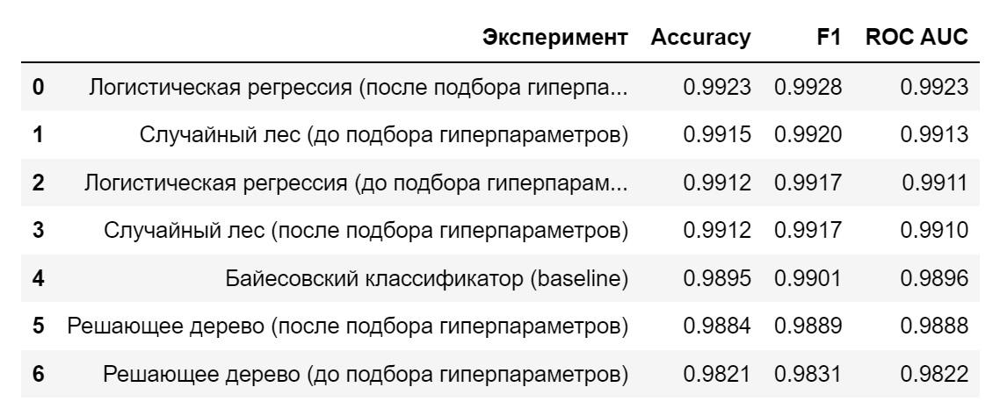 Эксперимент Accuracy F1 ROC AUC
0 Логистическая регрессия (после подбора гиперпа... 0.9923 0.9928 0.9923
1 Случайный лес (до подбора гиперпараметров) 0.9915 0.9920 0.9913
2 Логистическая регрессия (до подбора гиперпарам... 0.9912 0.9917 0.9911
3 Случайный лес (после подбора гиперпараметров) 0.9912 0.9917 0.9910
4 Байесовский классификатор (baseline) 0.9895 0.9901 0.9896
5 Решающее дерево (после подбора гиперпараметров) 0.9884 0.9889 0.9888
6 Решающее дерево (до подбора гиперпараметров) 0.9821 0.9831 0.9822